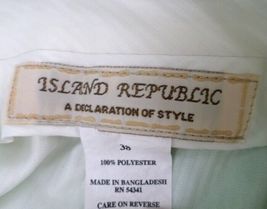 ISLAND REPUBLIC
A DECLARATION OF STYLE
38
100% POLYESTER
MADE IN BANGLADESH
RN 54341
CARE ON REVERSE